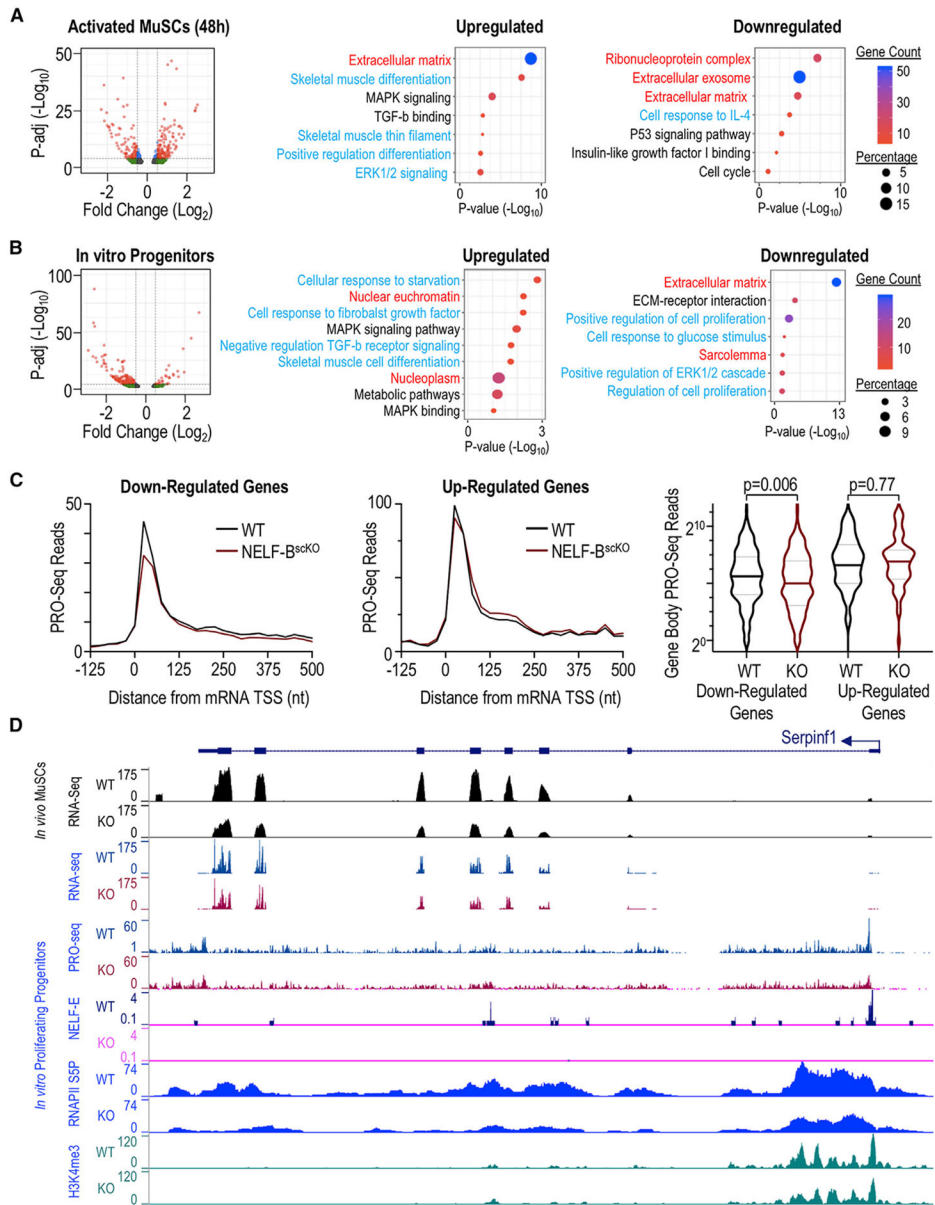 A
Activated MuSCs (48h)
50
25
0
P-adj (-Log10)
-2 0 2
Fold Change (Log2)
Upregulated
Extracellular matrix
Skeletal muscle differentiation
MAPK signaling
TGF-b binding
Skeletal muscle thin filament
Positive regulation differentiation
ERK1/2 signaling
0 10
P-value (-Log10)
Downregulated
Ribonucleoprotein complex
Extracellular exosome
Extracellular matrix
Cell response to IL-4
P53 signaling pathway
Insulin-like growth factor I binding
Cell cycle
0 10
P-value (-Log10)
Gene Count
50
30
10
Percentage
5
10
15
B
In vitro Progenitors
100
50
0
P-adj (-Log10)
-2 0 2
Fold Change (Log2)
Upregulated
Cellular response to starvation
Nuclear euchromatin
Cell response to fibrobalst growth factor
MAPK signaling pathway
Negative regulation TGF-b receptor signaling
Skeletal muscle cell differentiation
Nucleoplasm
Metabolic pathways
MAPK binding
0 3
P-value (-Log10)
Downregulated
Extracellular matrix
ECM-receptor interaction
Positive regulation of cell proliferation
Cell response to glucose stimulus
Sarcolemma
Positive regulation of ERK1/2 cascade
Regulation of cell proliferation
0 13
P-value (-Log10)
Gene Count
20
10
Percentage
3
6
9
C
Down-Regulated Genes
50
0
PRO-Seq Reads
WT
NELF-BscKO
-125 0 125 250 375 500
Distance from mRNA TSS (nt)
Up-Regulated Genes
100
0
PRO-Seq Reads
WT
NELF-BscKO
-125 0 125 250 375 500
Distance from mRNA TSS (nt)
p=0.006 p=0.77
Gene Body PRO-Seq Reads
2^10
2^0
WT KO WT KO
Down-Regulated Genes
Up-Regulated Genes
D
Serpinf1
In vivo MuSCs
RNA-Seq
WT 175 0
KO 175 0
In vitro Proliferating Progenitors
RNA-seq
WT 175 0
KO 175 0
PRO-seq
WT 60 1
KO 60 0
NELF-E
WT 4 0.1
KO 4 0.1
RNAPII S5P
WT 74 0
KO 74 0
H3K4me3
WT 120 0
KO 120 0